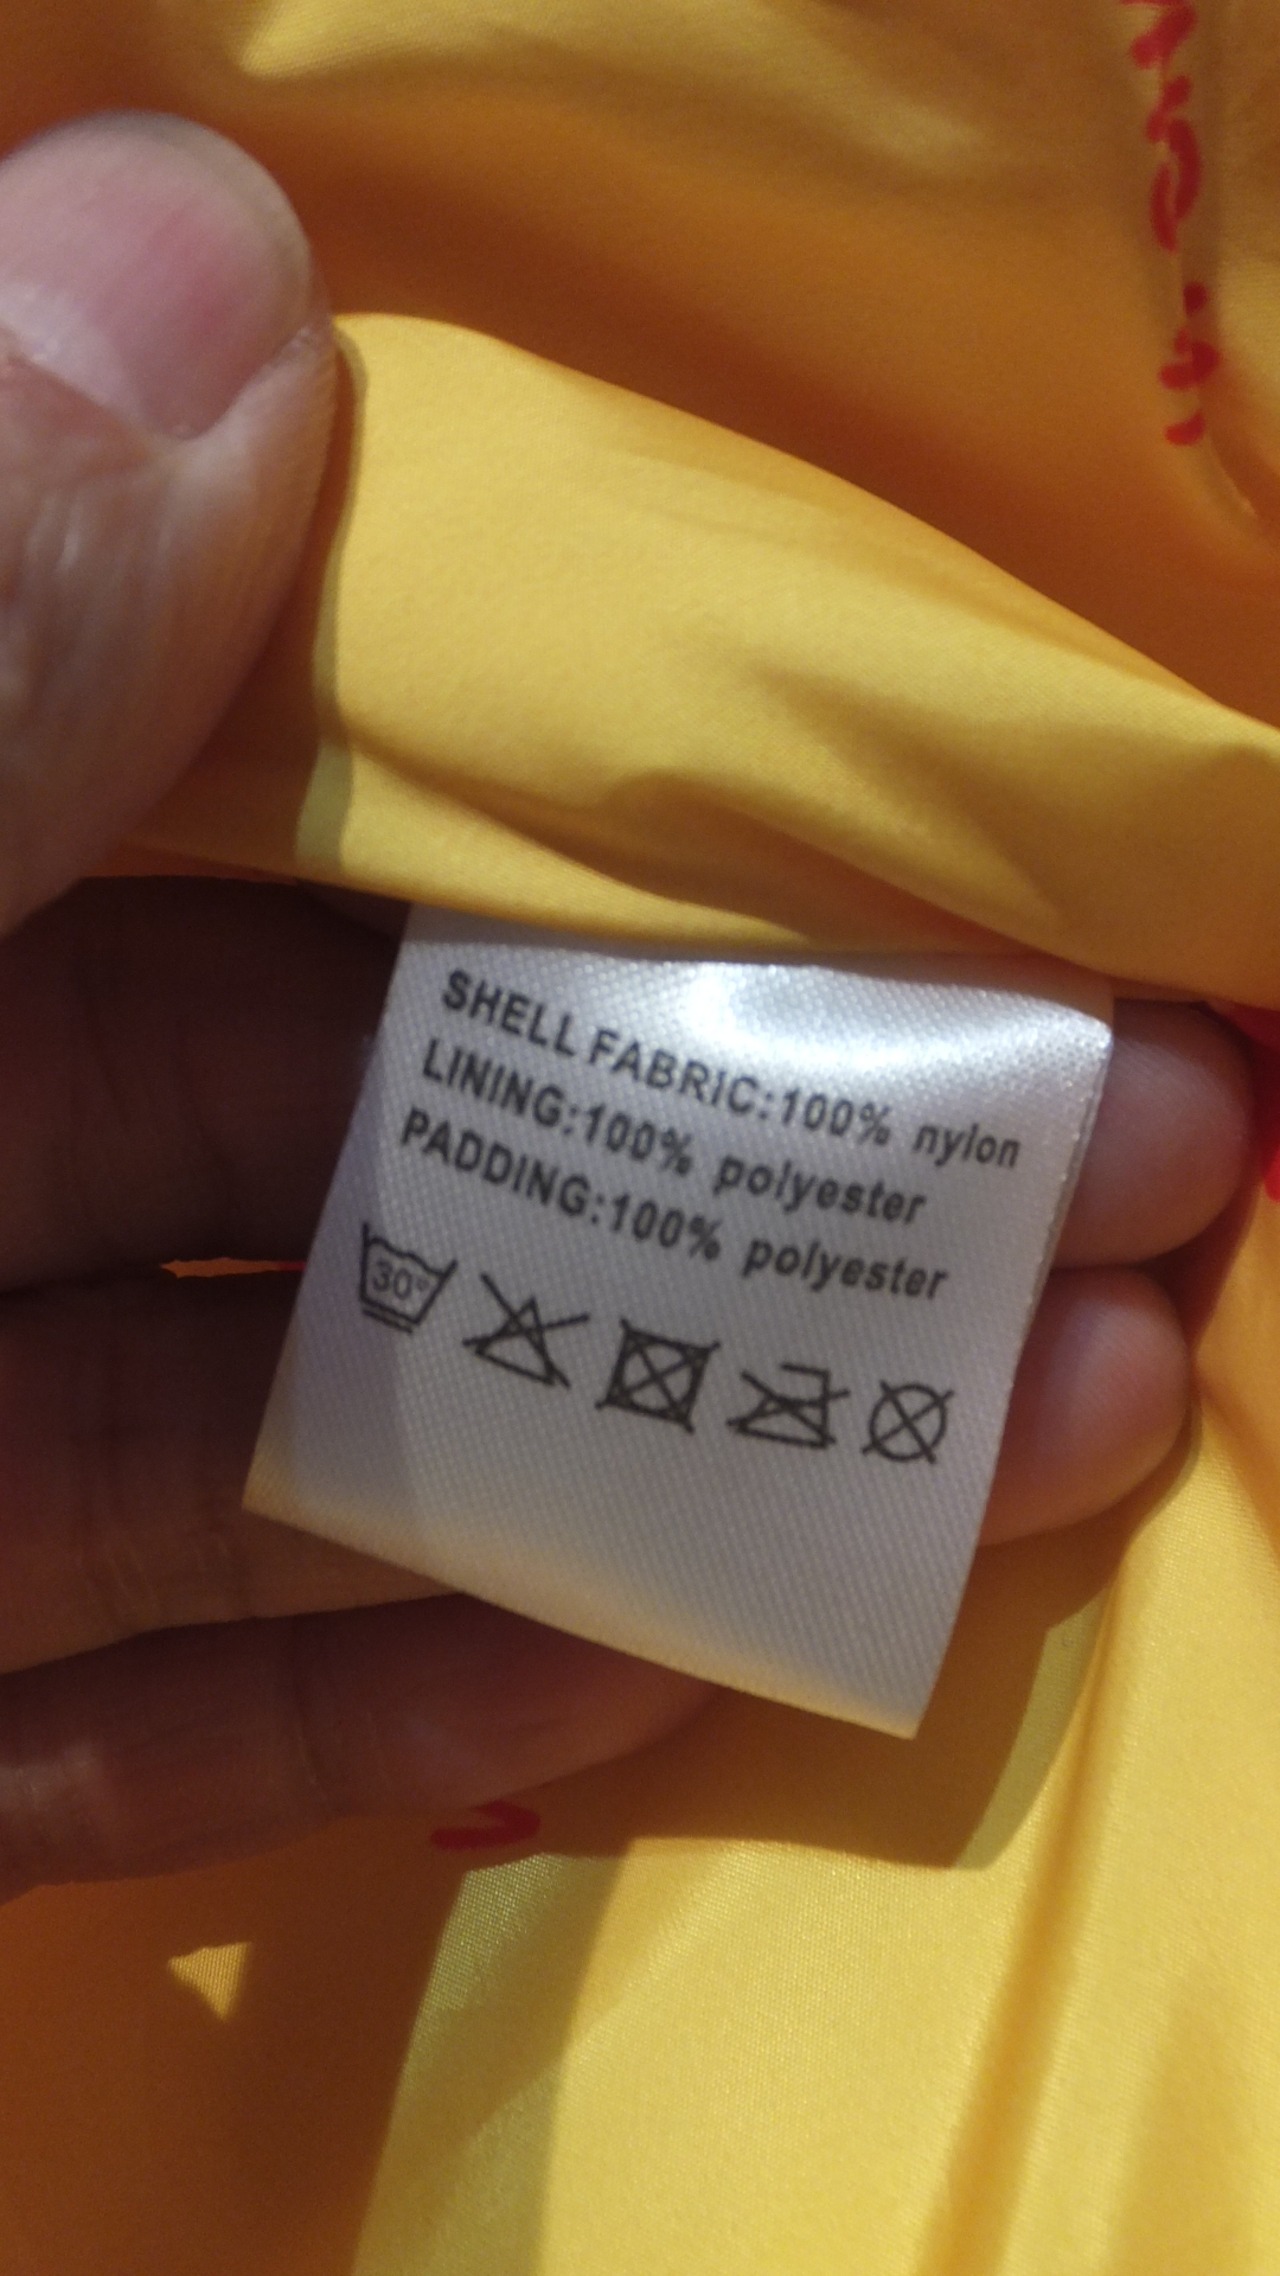 SHELL FABRIC:100% nylon
LINING:100% polyester
PADDING:100% polyester
30°